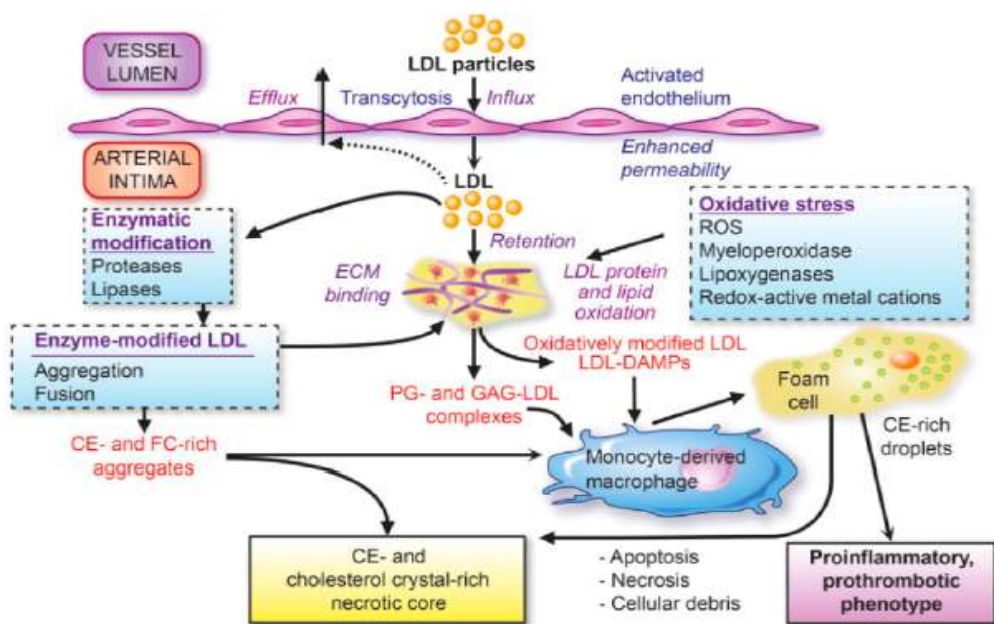 VESSEL
LUMEN
LDL particles
Efflux
Transcytosis
Influx
Activated
endothelium
ARTERIAL
INTIMA
Enhanced
permeability
LDL
Enzymatic
modification
Proteases
Lipases
Retention
ECM
binding
LDL protein
and lipid
oxidation
Oxidative stress
ROS
Myeloperoxidase
Lipoxygenases
Redox-active metal cations
Enzyme-modified LDL
Aggregation
Fusion
Oxidatively modified LDL
LDL-DAMPs
PG- and GAG-LDL
complexes
Foam
cell
CE-rich
droplets
CE- and FC-rich
aggregates
Monocyte-derived
macrophage
CE- and
cholesterol crystal-rich
necrotic core
- Apoptosis
- Necrosis
- Cellular debris
Proinflammatory,
prothrombotic
phenotype